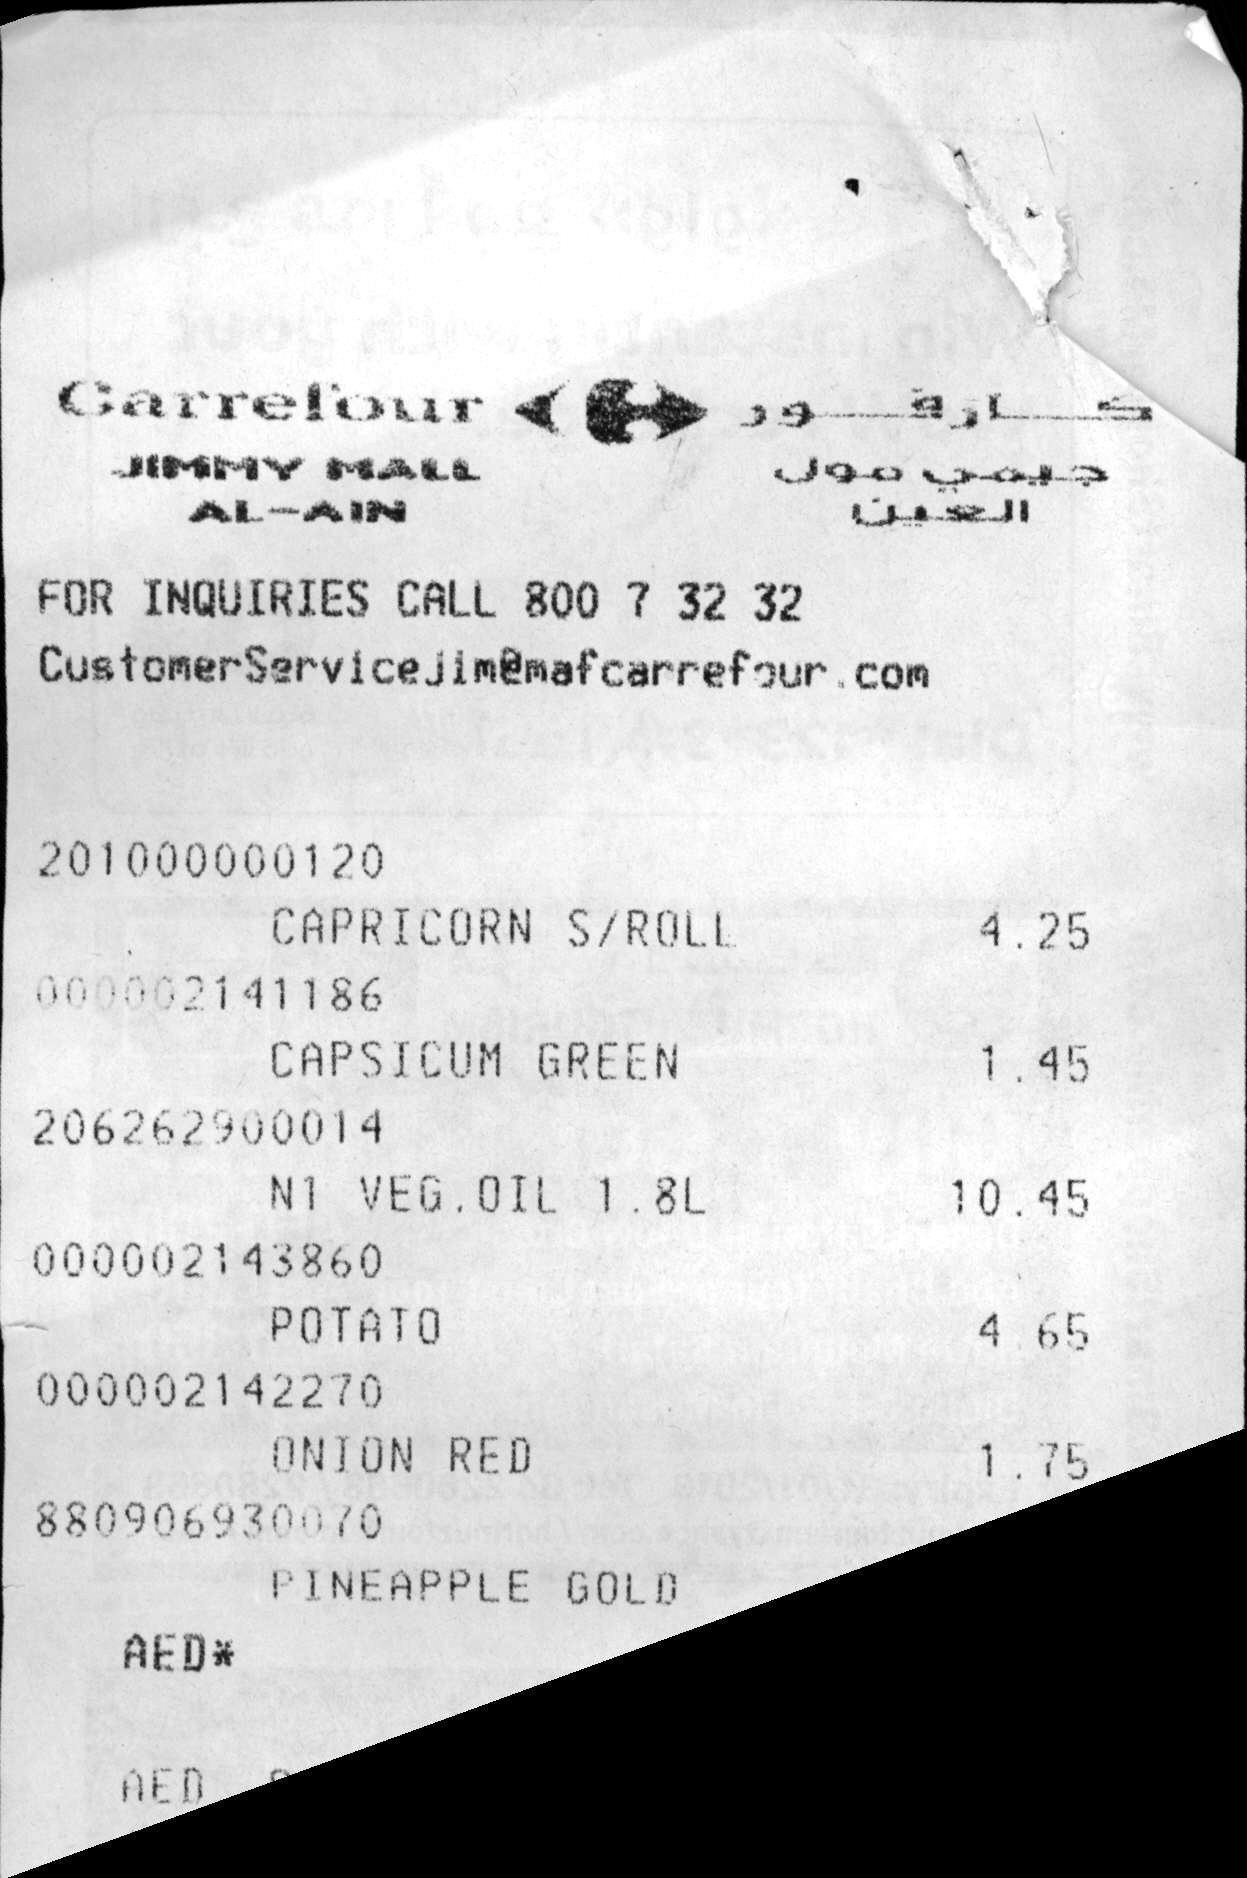 Carrefour كارفور
JIMMY MALL جيمي مول
AL-AIN العين
FOR INQUIRIES CALL 800 7 32 32
CustomerServiceJim@mafcarrefour.com
201000000120
CAPRICORN S/ROLL 4.25
000002141186
CAPSICUM GREEN 1.45
206262900014
N1 VEG.OIL 1.8L 10.45
000002143860
POTATO 4.65
000002142270
ONION RED 1.75
880906930070
PINEAPPLE GOLD
AED*
AED